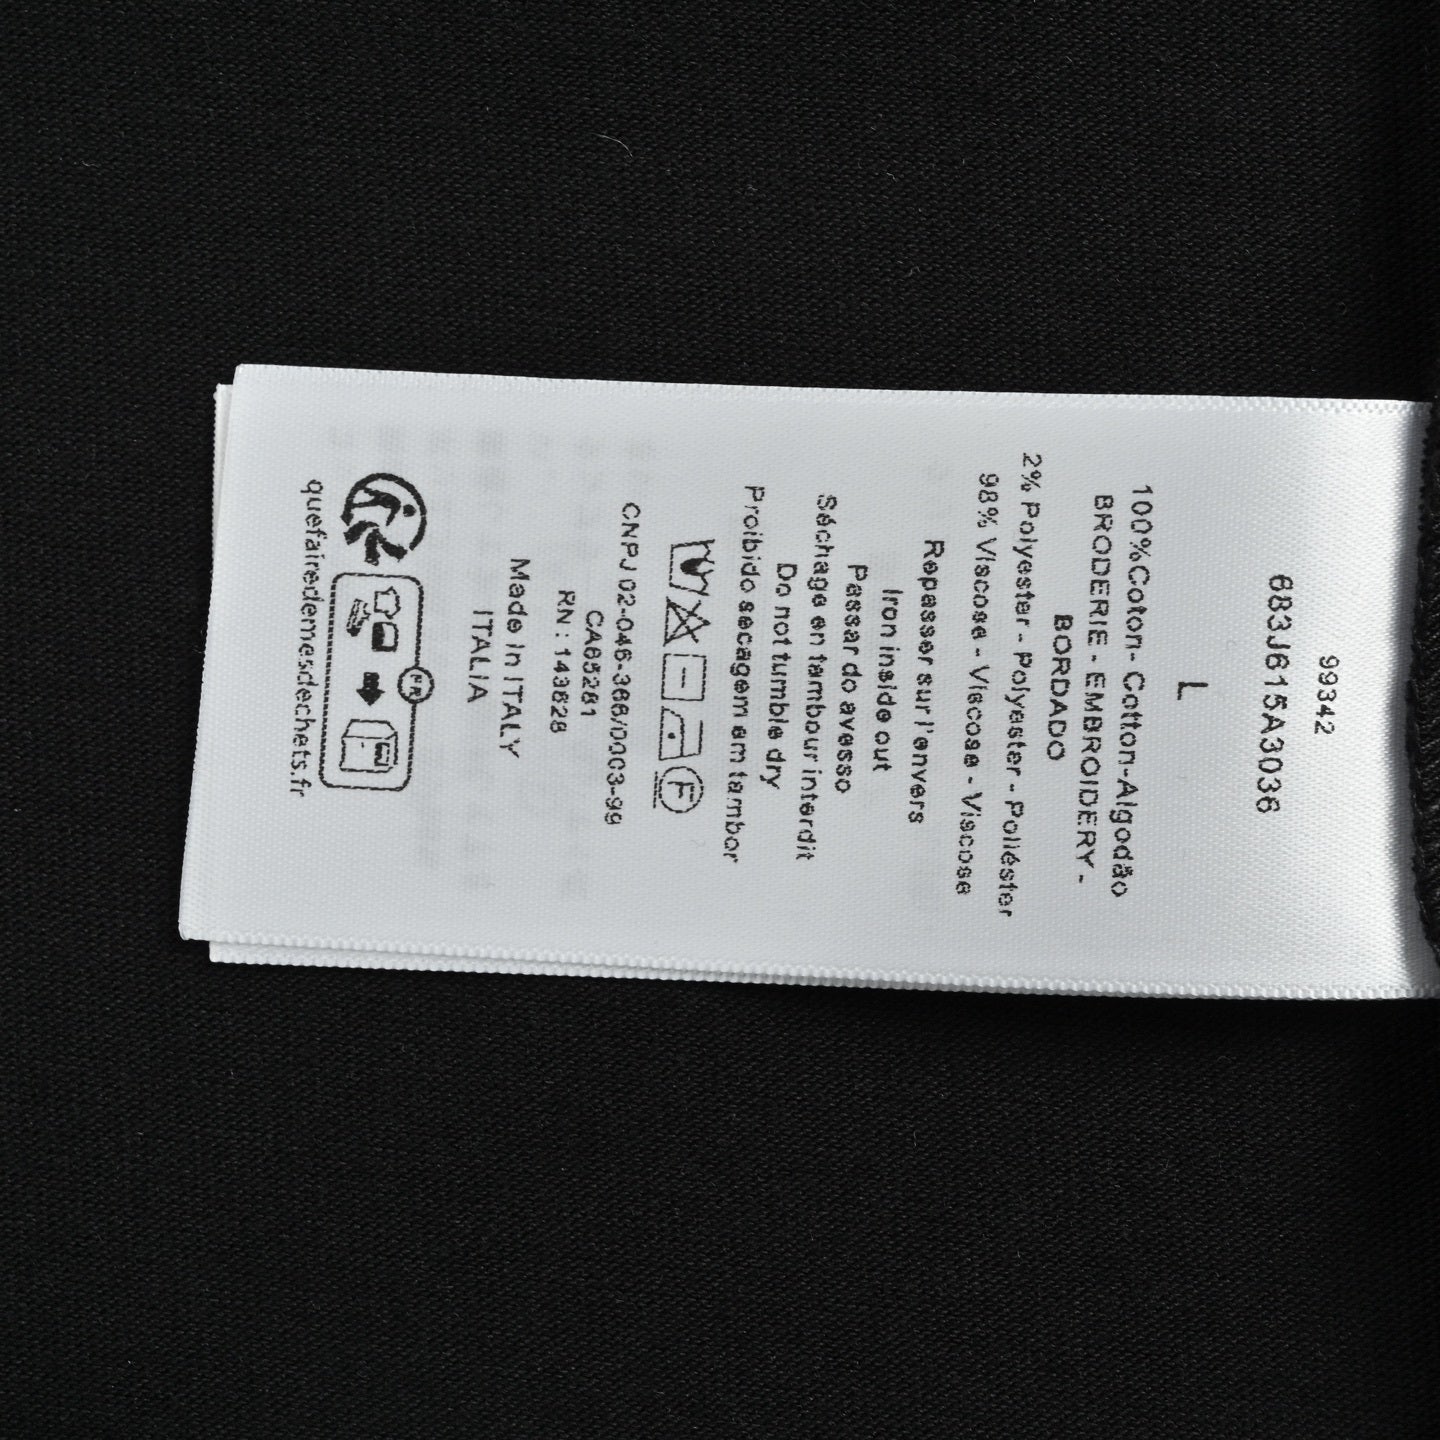 99342
683J615A3036
L
100%Coton- Cotton-Algodão
BRODERIE - EMBROIDERY -
BORDADO
2% Polyester - Polyester - Poliéster
98% Viscose - Viscose - Viscose
Repasser sur l'envers
Iron inside out
Passar do avesso
Séchage en tambour interdit
Do not tumble dry
Proibido secagem em tambor
F
CNPJ 02-046-366/0003-99
CA65281
RN : 143828
Made in ITALY
ITALIA
FR
quefairedemesdechets.fr